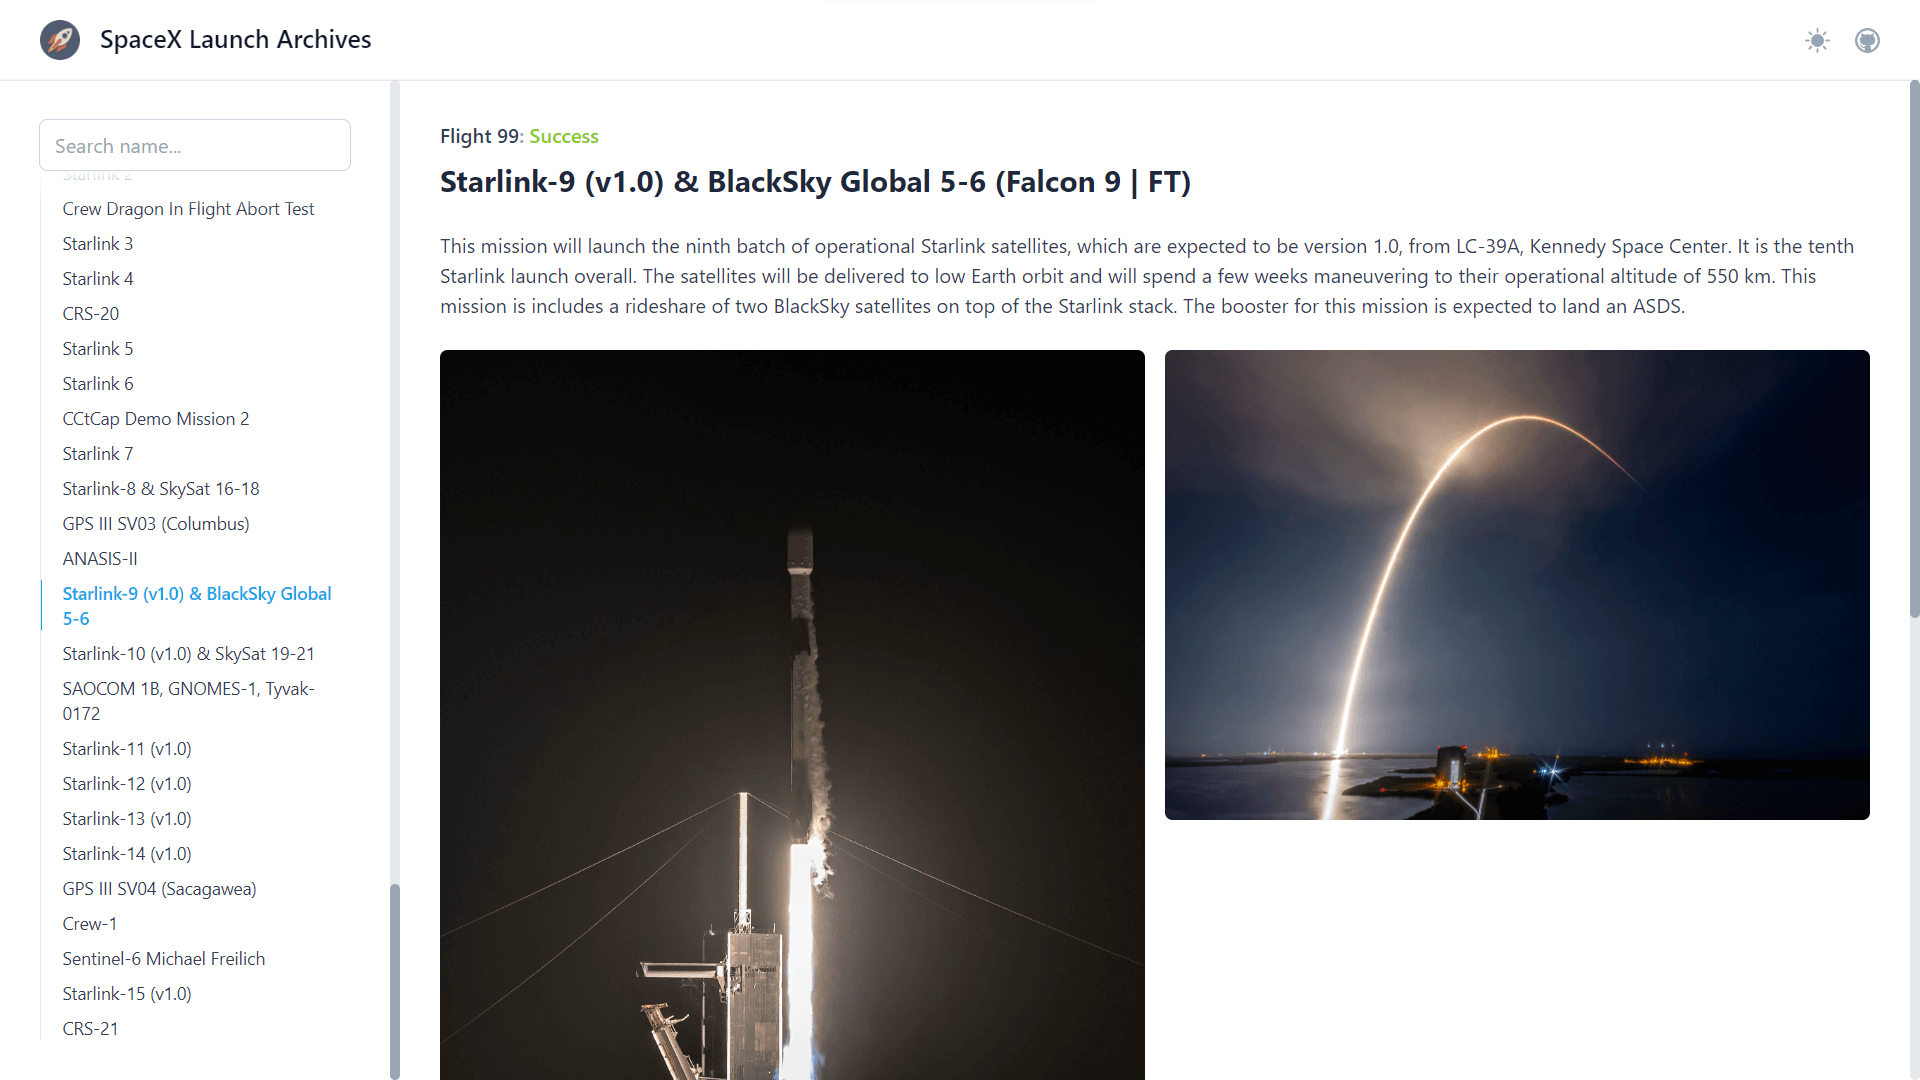 SpaceX Launch Archives
Search name...
Starlink 2
Crew Dragon In Flight Abort Test
Starlink 3
Starlink 4
CRS-20
Starlink 5
Starlink 6
CCtCap Demo Mission 2
Starlink 7
Starlink-8 & SkySat 16-18
GPS III SV03 (Columbus)
ANASIS-II
Starlink-9 (v1.0) & BlackSky Global
5-6
Starlink-10 (v1.0) & SkySat 19-21
SAOCOM 1B, GNOMES-1, Tyvak-
0172
Starlink-11 (v1.0)
Starlink-12 (v1.0)
Starlink-13 (v1.0)
Starlink-14 (v1.0)
GPS III SV04 (Sacagawea)
Crew-1
Sentinel-6 Michael Freilich
Starlink-15 (v1.0)
CRS-21
Flight 99: Success
Starlink-9 (v1.0) & BlackSky Global 5-6 (Falcon 9 | FT)
This mission will launch the ninth batch of operational Starlink satellites, which are expected to be version 1.0, from LC-39A, Kennedy Space Center. It is the tenth
Starlink launch overall. The satellites will be delivered to low Earth orbit and will spend a few weeks maneuvering to their operational altitude of 550 km. This
mission is includes a rideshare of two BlackSky satellites on top of the Starlink stack. The booster for this mission is expected to land an ASDS.